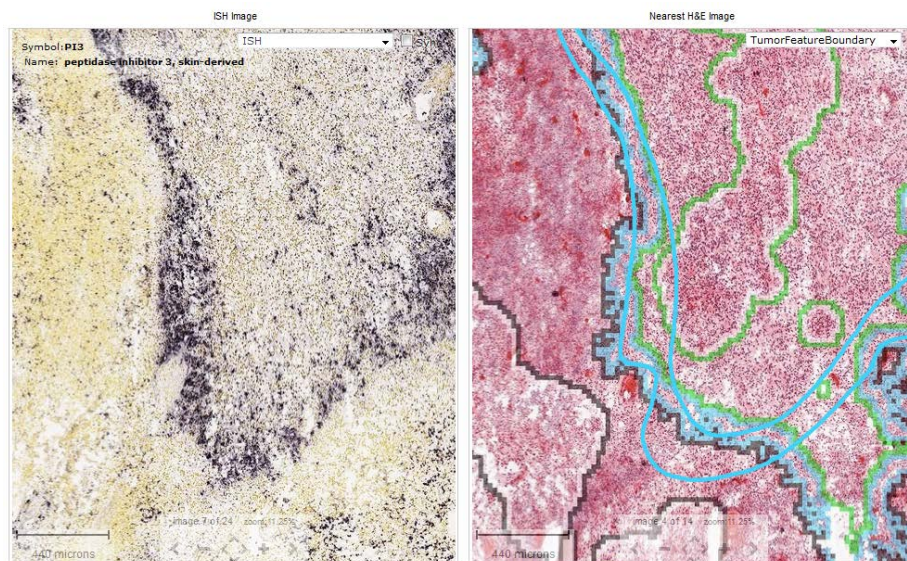 ISH Image
Nearest H&E Image
Symbol:PI3
ISH
Name: peptidase inhibitor 3, skin-derived
TumorFeatureBoundary
image 7 of 24 zoom:11.25%
440 microns
image 4 of 14 zoom:11.25%
440 microns